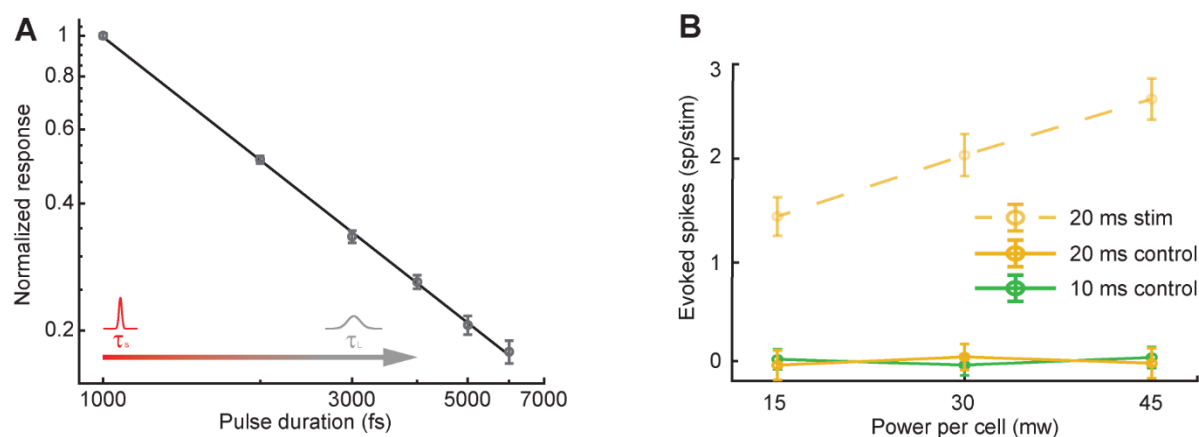 A
Normalized response
1
0.8
0.6
0.4
0.2
τs
τL
1000
3000
5000
7000
Pulse duration (fs)
B
Evoked spikes (sp/stim)
3
2
1
0
20 ms stim
20 ms control
10 ms control
15
30
45
Power per cell (mw)